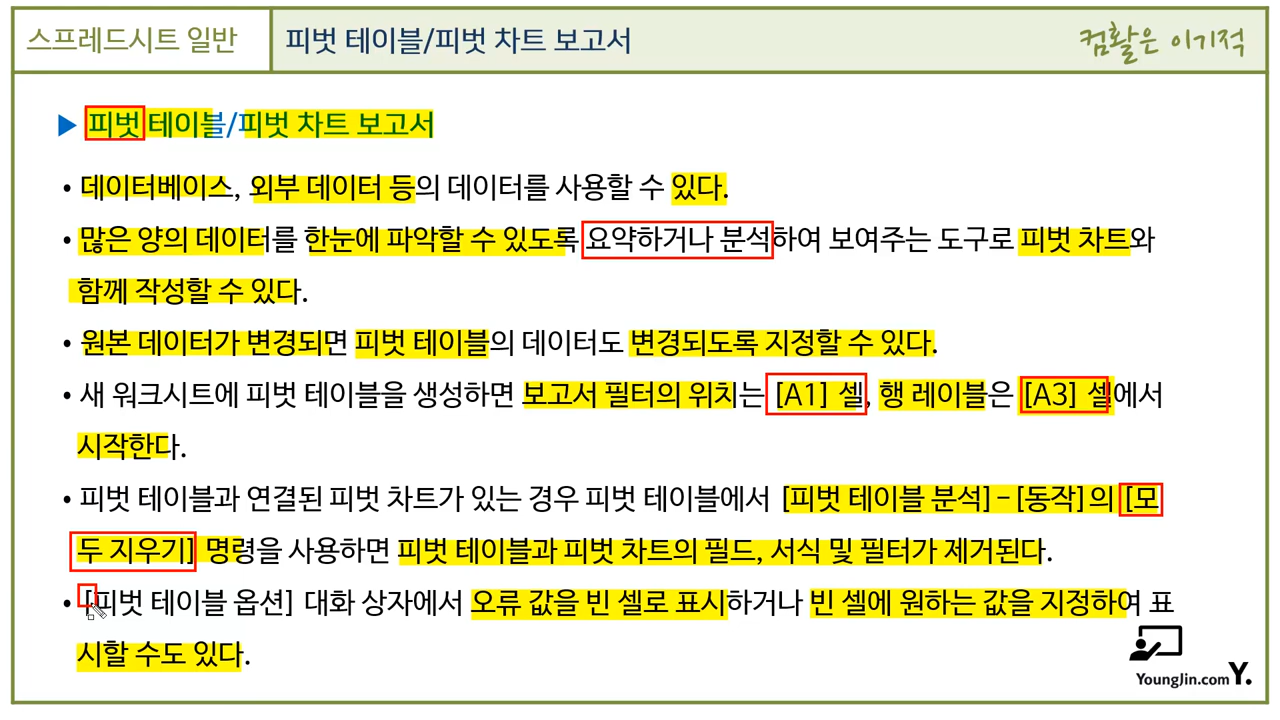 스프레드시트 일반
피벗 테이블/피벗 차트 보고서
컴활은 이기적
▶ 피벗 테이블/피벗 차트 보고서
• 데이터베이스, 외부 데이터 등의 데이터를 사용할 수 있다.
• 많은 양의 데이터를 한눈에 파악할 수 있도록 요약하거나 분석하여 보여주는 도구로 피벗 차트와
함께 작성할 수 있다.
• 원본 데이터가 변경되면 피벗 테이블의 데이터도 변경되도록 지정할 수 있다.
• 새 워크시트에 피벗 테이블을 생성하면 보고서 필터의 위치는 [A1] 셀, 행 레이블은 [A3] 셀에서
시작한다.
• 피벗 테이블과 연결된 피벗 차트가 있는 경우 피벗 테이블에서 [피벗 테이블 분석]-[동작]의 [모
두 지우기] 명령을 사용하면 피벗 테이블과 피벗 차트의 필드, 서식 및 필터가 제거된다.
• [피벗 테이블 옵션] 대화 상자에서 오류 값을 빈 셀로 표시하거나 빈 셀에 원하는 값을 지정하여 표
시할 수도 있다.
YoungJin.com Y.